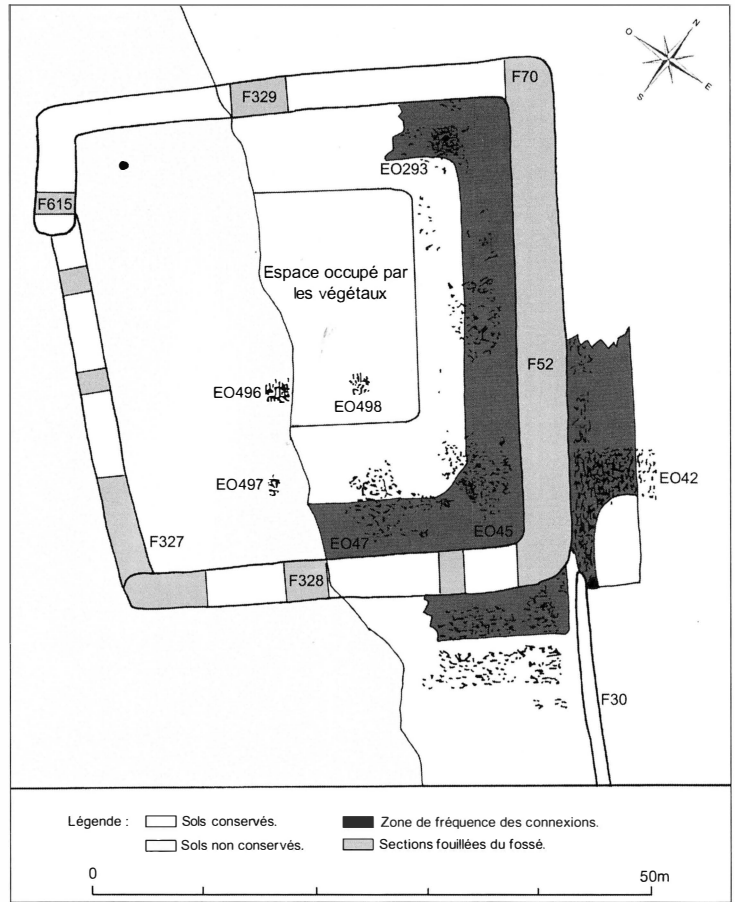 N
O
E
S
F70
F329
EO293
F615
Espace occupé par
les végétaux
F52
EO496
EO498
EO42
EO497
F327
EO47
EO45
F328
F30
Légende :
Sols conservés.
Zone de fréquence des connexions.
Sols non conservés.
Sections fouillées du fossé.
0
50m